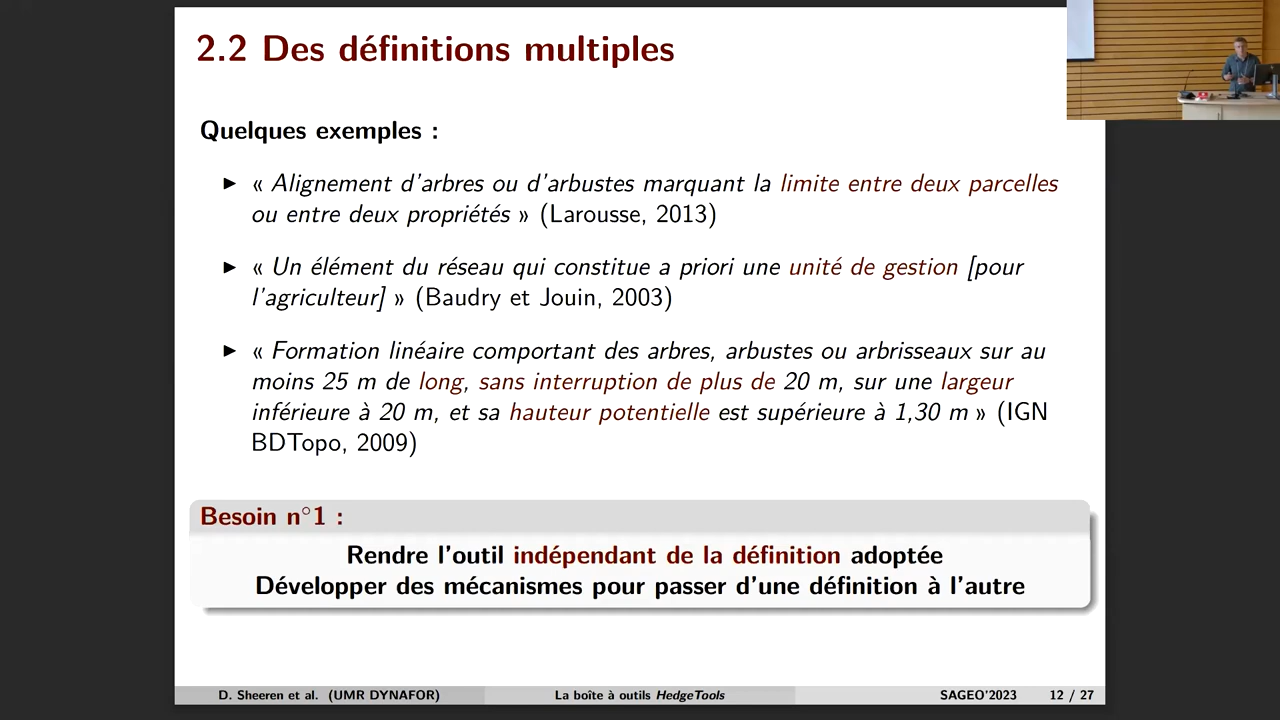 2.2 Des définitions multiples
Quelques exemples :
▶ « Alignement d'arbres ou d'arbustes marquant la limite entre deux parcelles
ou entre deux propriétés » (Larousse, 2013)
▶ « Un élément du réseau qui constitue a priori une unité de gestion [pour
l'agriculteur] » (Baudry et Jouin, 2003)
▶ « Formation linéaire comportant des arbres, arbustes ou arbrisseaux sur au
moins 25 m de long, sans interruption de plus de 20 m, sur une largeur
inférieure à 20 m, et sa hauteur potentielle est supérieure à 1,30 m » (IGN
BDTopo, 2009)
Besoin n°1 :
Rendre l'outil indépendant de la définition adoptée
Développer des mécanismes pour passer d'une définition à l'autre
D. Sheeren et al. (UMR DYNAFOR) La boîte à outils HedgeTools SAGEO'2023 12 / 27